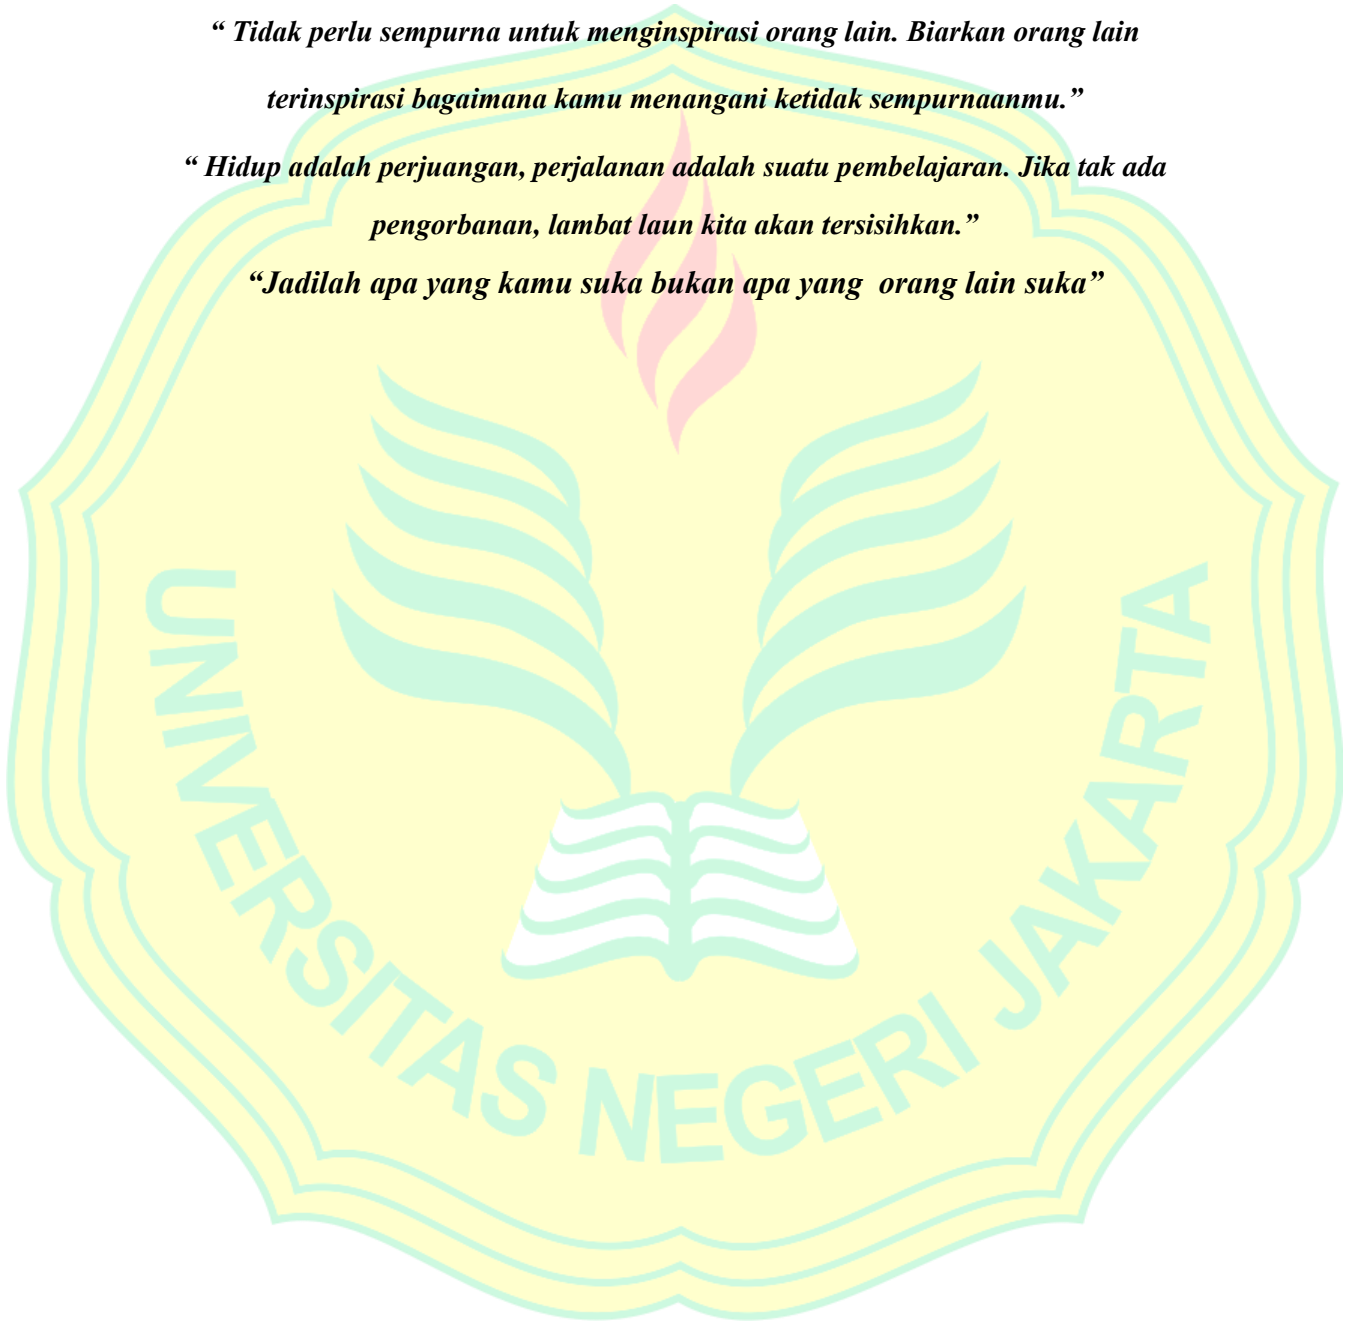 “ Tidak perlu sempurna untuk menginspirasi orang lain. Biarkan orang lain
terinspirasi bagaimana kamu menangani ketidak sempurnaanmu.”
“ Hidup adalah perjuangan, perjalanan adalah suatu pembelajaran. Jika tak ada
pengorbanan, lambat laun kita akan tersisihkan.”
“Jadilah apa yang kamu suka bukan apa yang  orang lain suka”
UNIVERSITAS NEGERI JAKARTA